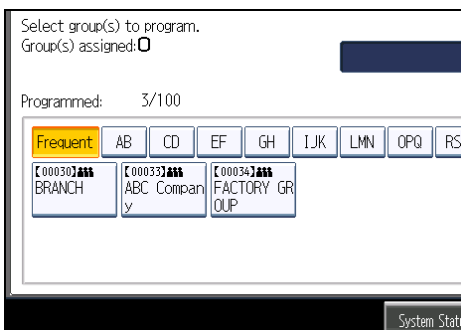 Select group(s) to program.
Group(s) assigned:0
Programmed: 3/100
Frequent AB CD EF GH IJK LMN OPQ RS
【00030】 【00033】 【00034】
BRANCH ABC Compan FACTORY GR
y OUP
System Stat